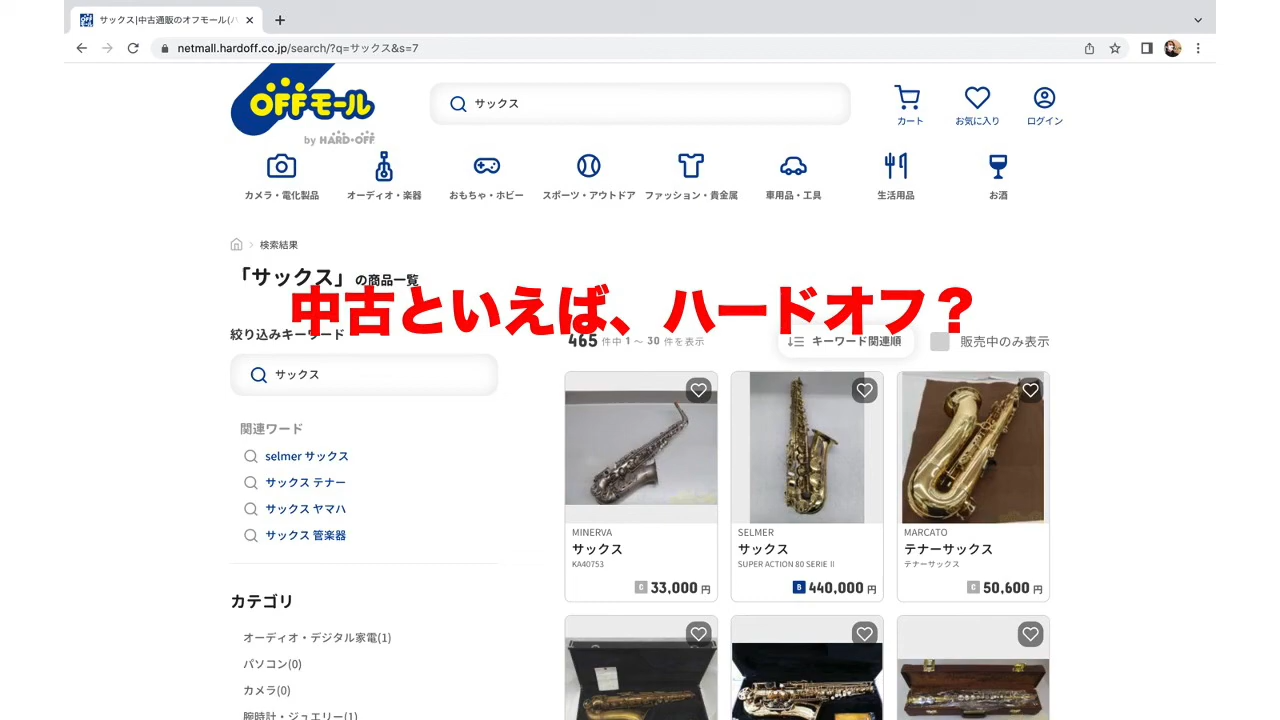 サックス|中古通販のオフモール(ハ
netmall.hardoff.co.jp/search/?q=サックス&s=7
OFFモール
by HARD・OFF
サックス
カート
お気に入り
ログイン
カメラ・電化製品
オーディオ・楽器
おもちゃ・ホビー
スポーツ・アウトドア
ファッション・貴金属
車用品・工具
生活用品
お酒
検索結果
「サックス」の商品一覧
中古といえば、ハードオフ？
絞り込みキーワード
465 件中 1 ～ 30 件を表示
キーワード関連順
販売中のみ表示
サックス
関連ワード
selmer サックス
サックス テナー
サックス ヤマハ
サックス 管楽器
カテゴリ
オーディオ・デジタル家電(1)
パソコン(0)
カメラ(0)
腕時計・ジュエリー(1)
MINERVA
サックス
KA40753
C 33,000 円
SELMER
サックス
SUPER ACTION 80 SERIE II
B 440,000 円
MARCATO
テナーサックス
テナーサックス
C 50,600 円